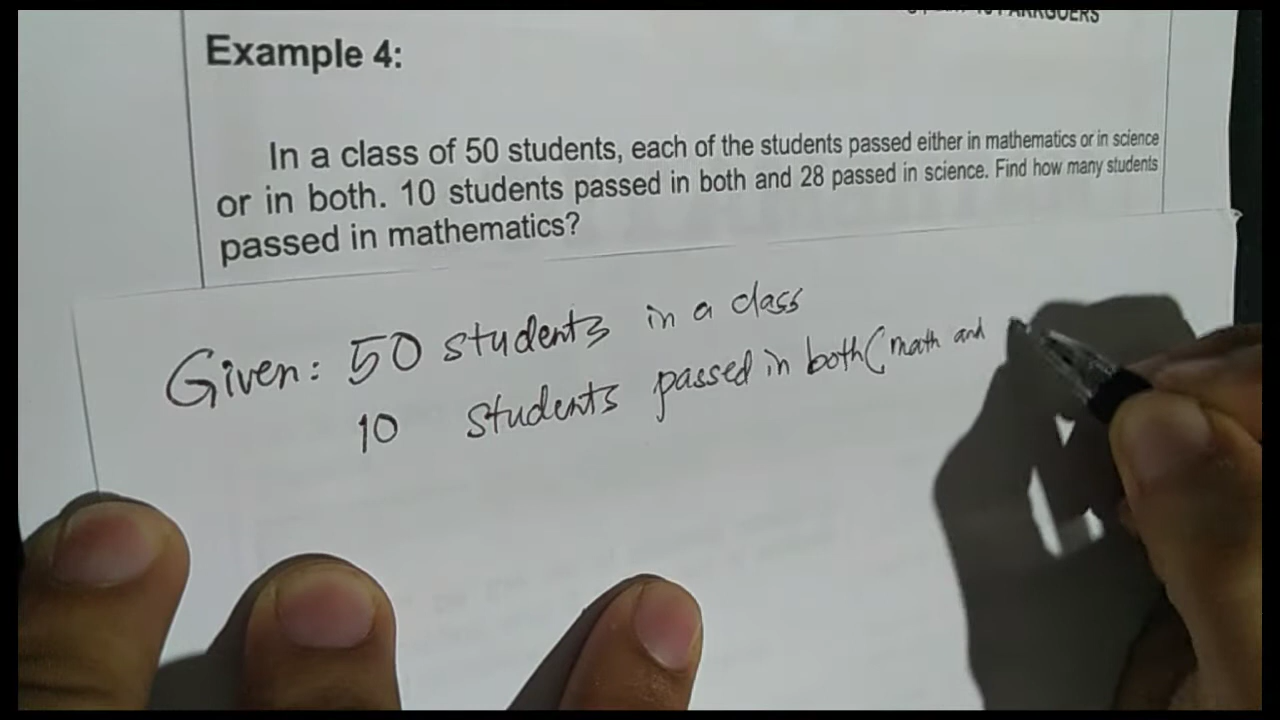 Example 4:
In a class of 50 students, each of the students passed either in mathematics or in science
or in both. 10 students passed in both and 28 passed in science. Find how many students
passed in mathematics?
Given: 50 students in a class
10 students passed in both (math and